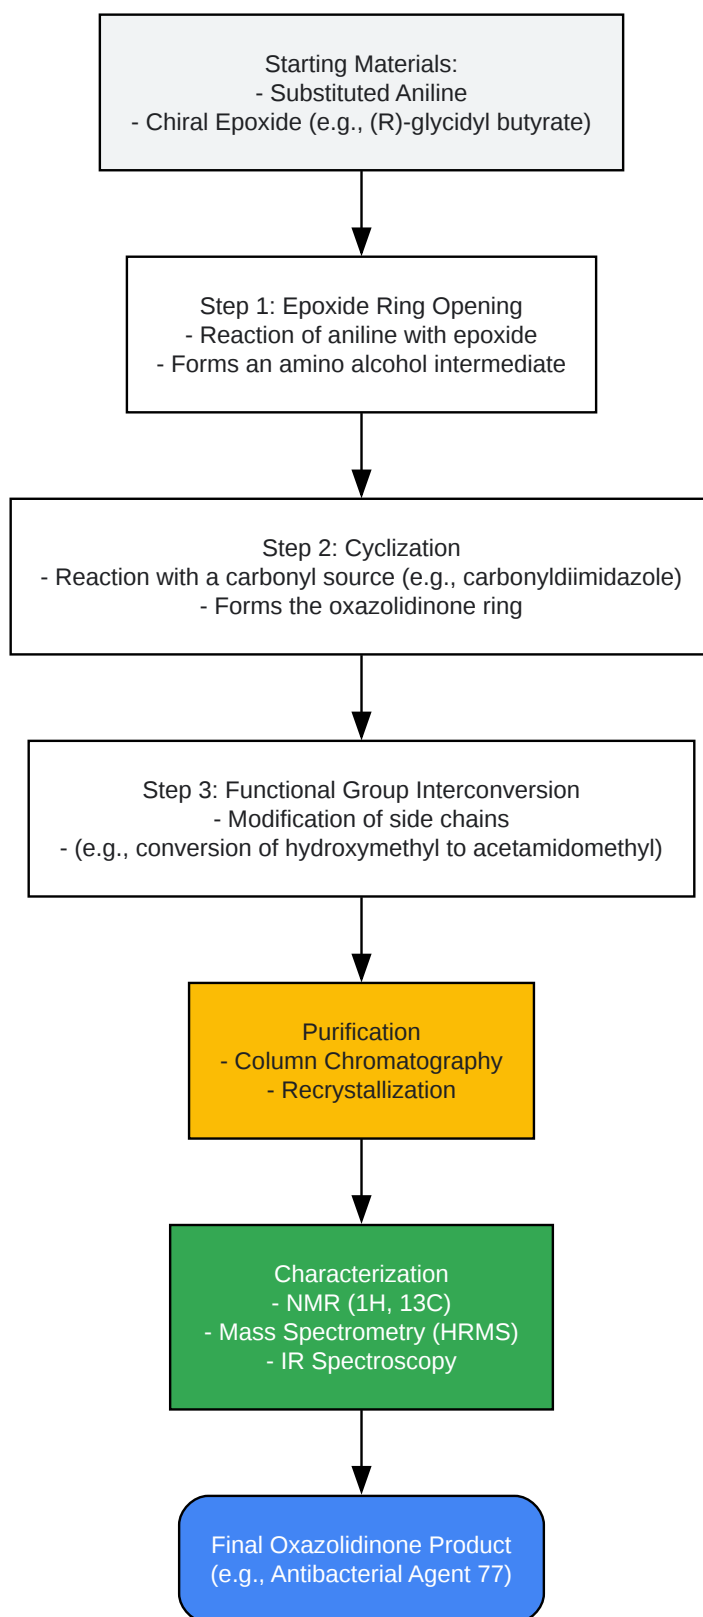 Starting Materials:
- Substituted Aniline
- Chiral Epoxide (e.g., (R)-glycidyl butyrate)
Step 1: Epoxide Ring Opening
- Reaction of aniline with epoxide
- Forms an amino alcohol intermediate
Step 2: Cyclization
- Reaction with a carbonyl source (e.g., carbonyldiimidazole)
- Forms the oxazolidinone ring
Step 3: Functional Group Interconversion
- Modification of side chains
- (e.g., conversion of hydroxymethyl to acetamidomethyl)
Purification
- Column Chromatography
- Recrystallization
Characterization
- NMR (1H, 13C)
- Mass Spectrometry (HRMS)
- IR Spectroscopy
Final Oxazolidinone Product
(e.g., Antibacterial Agent 77)